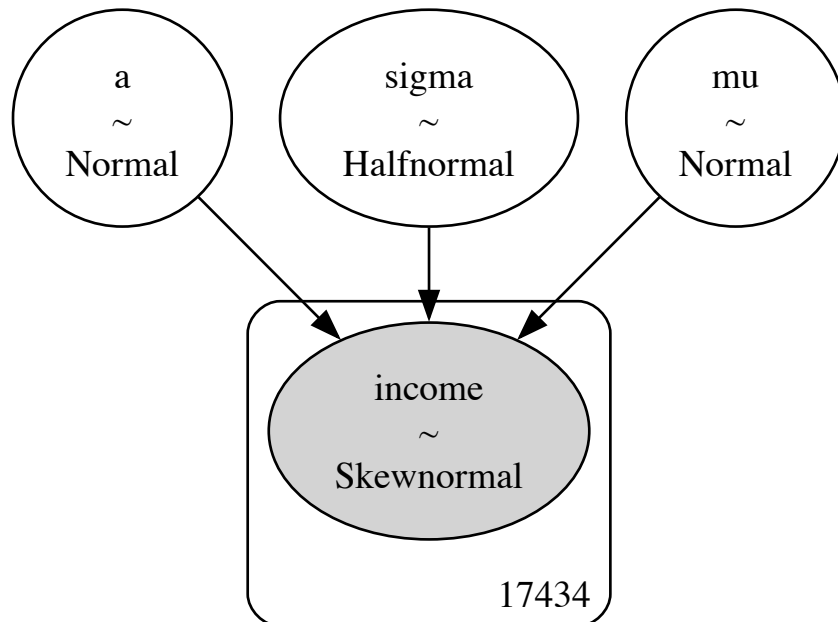 a
~
Normal
sigma
~
Halfnormal
mu
~
Normal
income
~
Skewnormal
17434